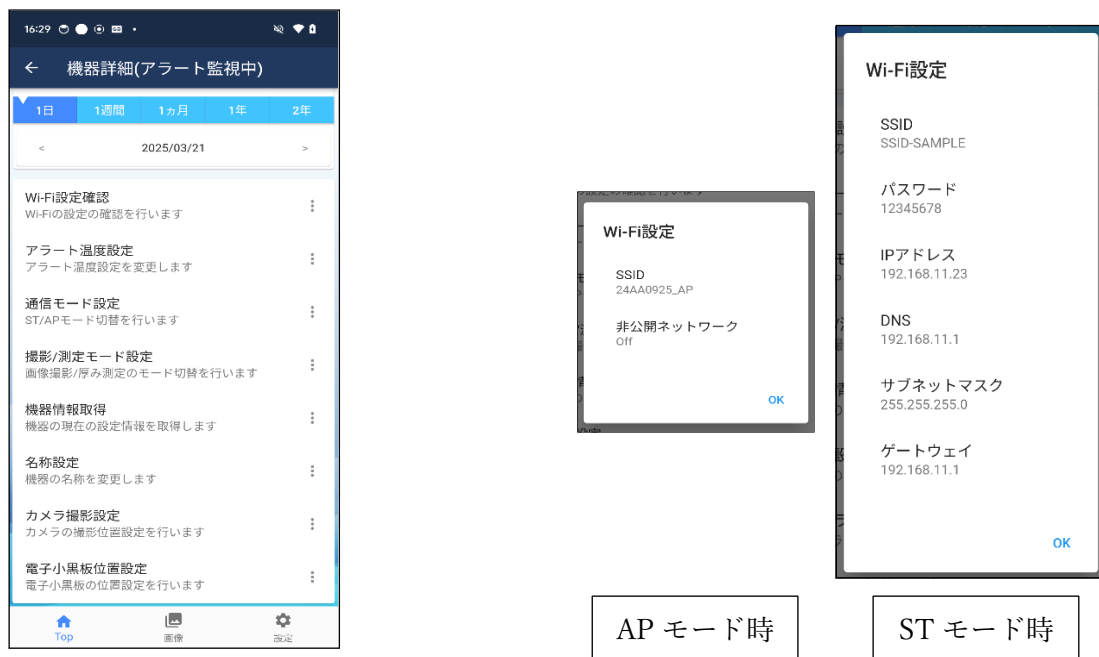 16:29
機器詳細(アラート監視中)
1日 1週間 1ヵ月 1年 2年
< 2025/03/21 >
Wi-Fi設定確認
Wi-Fiの設定の確認を行います
アラート温度設定
アラート温度設定を変更します
通信モード設定
ST/APモード切替を行います
撮影/測定モード設定
画像撮影/厚み測定のモード切替を行います
機器情報取得
機器の現在の設定情報を取得します
名称設定
機器の名称を変更します
カメラ撮影設定
カメラの撮影位置設定を行います
電子小黒板位置設定
電子小黒板の位置設定を行います
Top 画像 設定
Wi-Fi設定
SSID
24AA0925_AP
非公開ネットワーク
Off
OK
AP モード時
Wi-Fi設定
SSID
SSID-SAMPLE
パスワード
12345678
IPアドレス
192.168.11.23
DNS
192.168.11.1
サブネットマスク
255.255.255.0
ゲートウェイ
192.168.11.1
OK
ST モード時